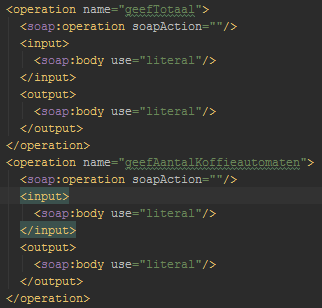 <operation name="geefTotaal">
<soap:operation soapAction=""/>
<input>
<soap:body use="literal"/>
</input>
<output>
<soap:body use="literal"/>
</output>
</operation>
<operation name="geefAantalKoffieautomaten">
<soap:operation soapAction=""/>
<input>
<soap:body use="literal"/>
</input>
<output>
<soap:body use="literal"/>
</output>
</operation>